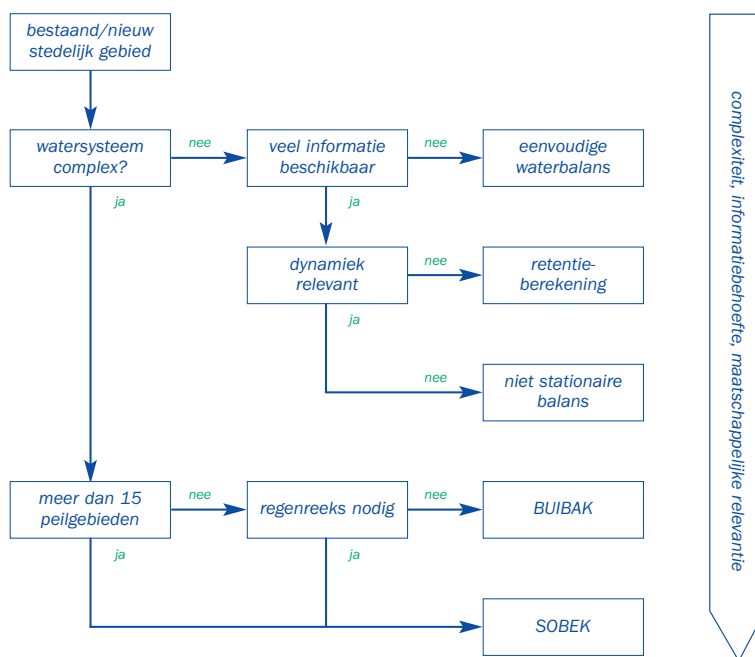 bestaand/nieuw
stedelijk gebied
watersysteem
complex?
nee
veel informatie
beschikbaar
nee
eenvoudige
waterbalans
ja
ja
dynamiek
relevant
nee
retentie-
berekening
ja
nee
niet stationaire
balans
meer dan 15
peilgebieden
nee
regenreeks nodig
nee
BUIBAK
ja
ja
SOBEK
complexiteit, informatiebehoefte, maatschappelijke relevantie